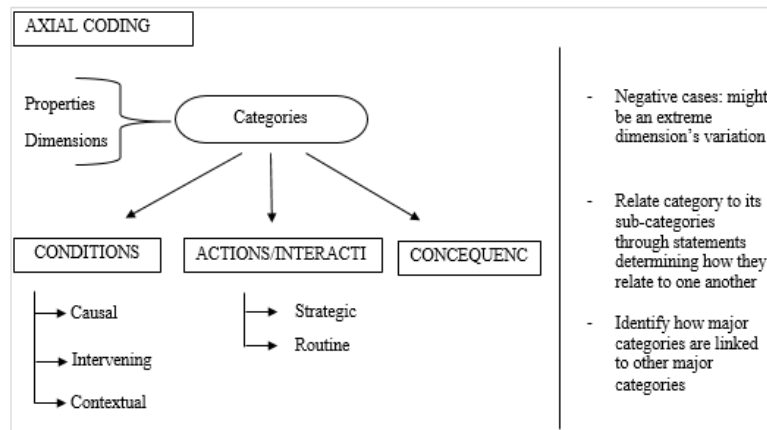 AXIAL CODING
Properties
Dimensions
Categories
CONDITIONS
ACTIONS/INTERACTI
CONCEQUENC
Causal
Intervening
Contextual
Strategic
Routine
- Negative cases: might
be an extreme
dimension’s variation
- Relate category to its
sub-categories
through statements
determining how they
relate to one another
- Identify how major
categories are linked
to other major
categories